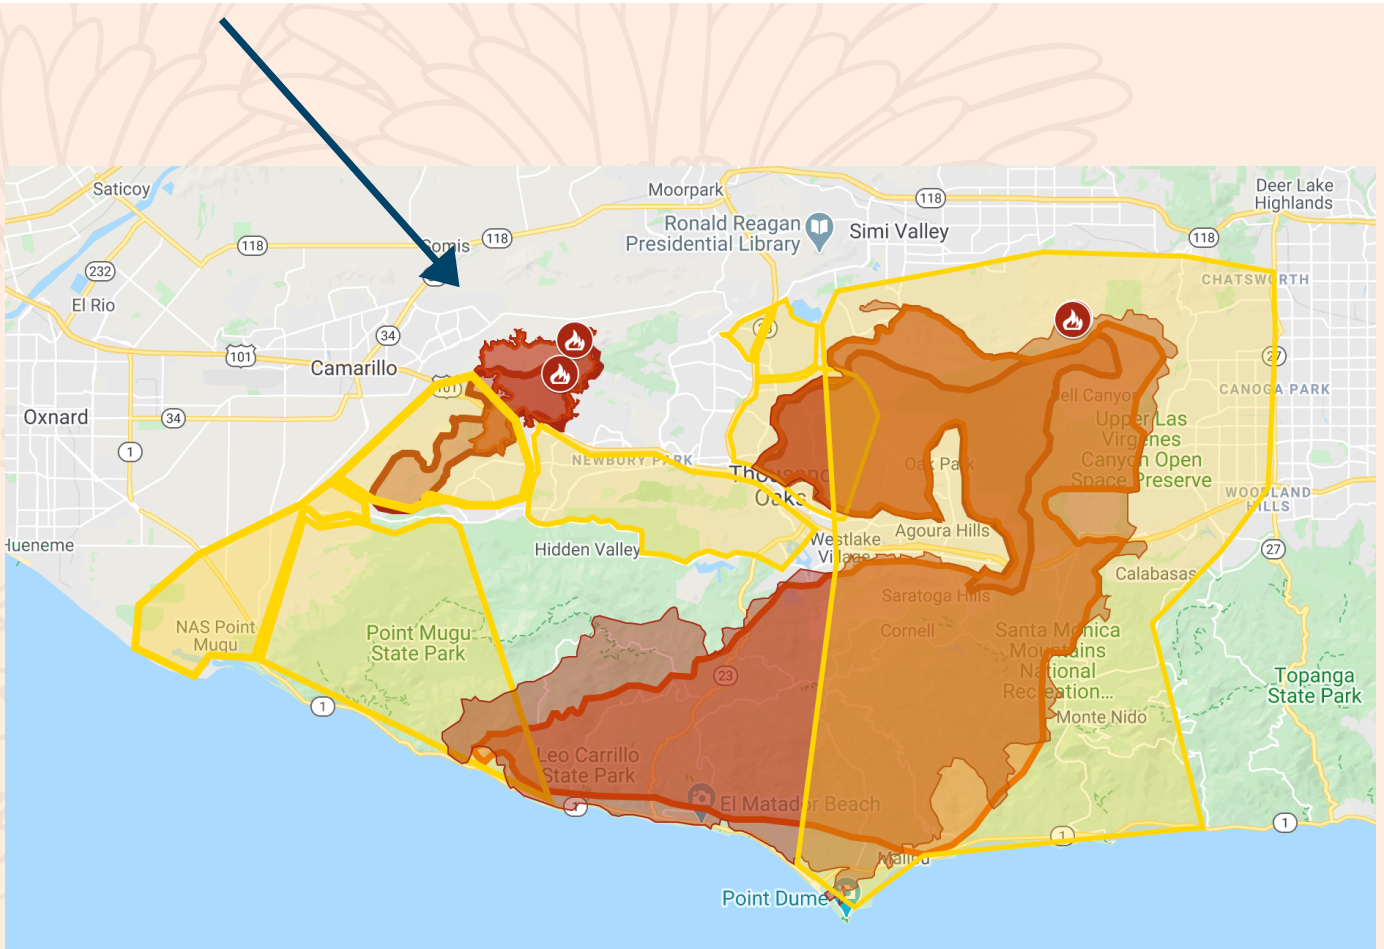 Saticoy
Moorpark
118
Deer Lake
Highlands
Ronald Reagan
Presidential Library
Simi Valley
118
118
Somis
118
232
El Rio
CHATSWORTH
34
101
Camarillo
101
27
Oxnard
34
CANOGA PARK
1
Upper Las
Virgenes
Canyon Open
Space Preserve
NEWBURY PARK
Oak Park
Thousand
Oaks
WOODLAND
HILLS
Hueneme
Hidden Valley
Westlake
Village
Agoura Hills
27
Calabasas
Saratoga Hills
NAS Point
Mugu
Point Mugu
State Park
Cornell
Santa Monica
Mountains
National
Recreation...
23
Topanga
State Park
1
Monte Nido
Leo Carrillo
State Park
1
El Matador Beach
1
1
Malibu
Point Dume